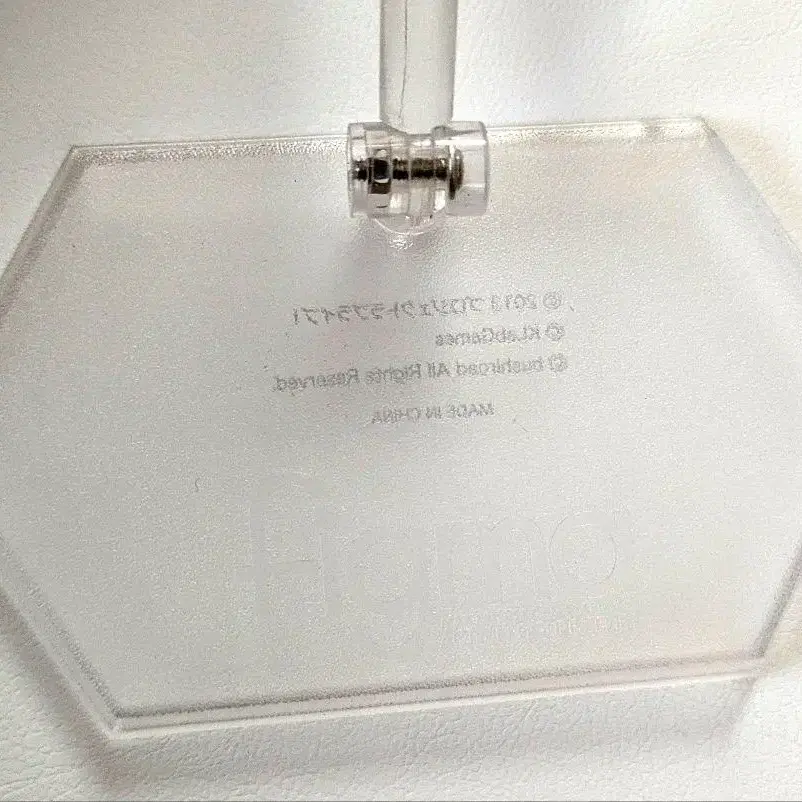 © 2013 プロジェクトラブライブ！
© KLabGames
© bushiroad All Rights Reserved.
MADE IN CHINA
figma